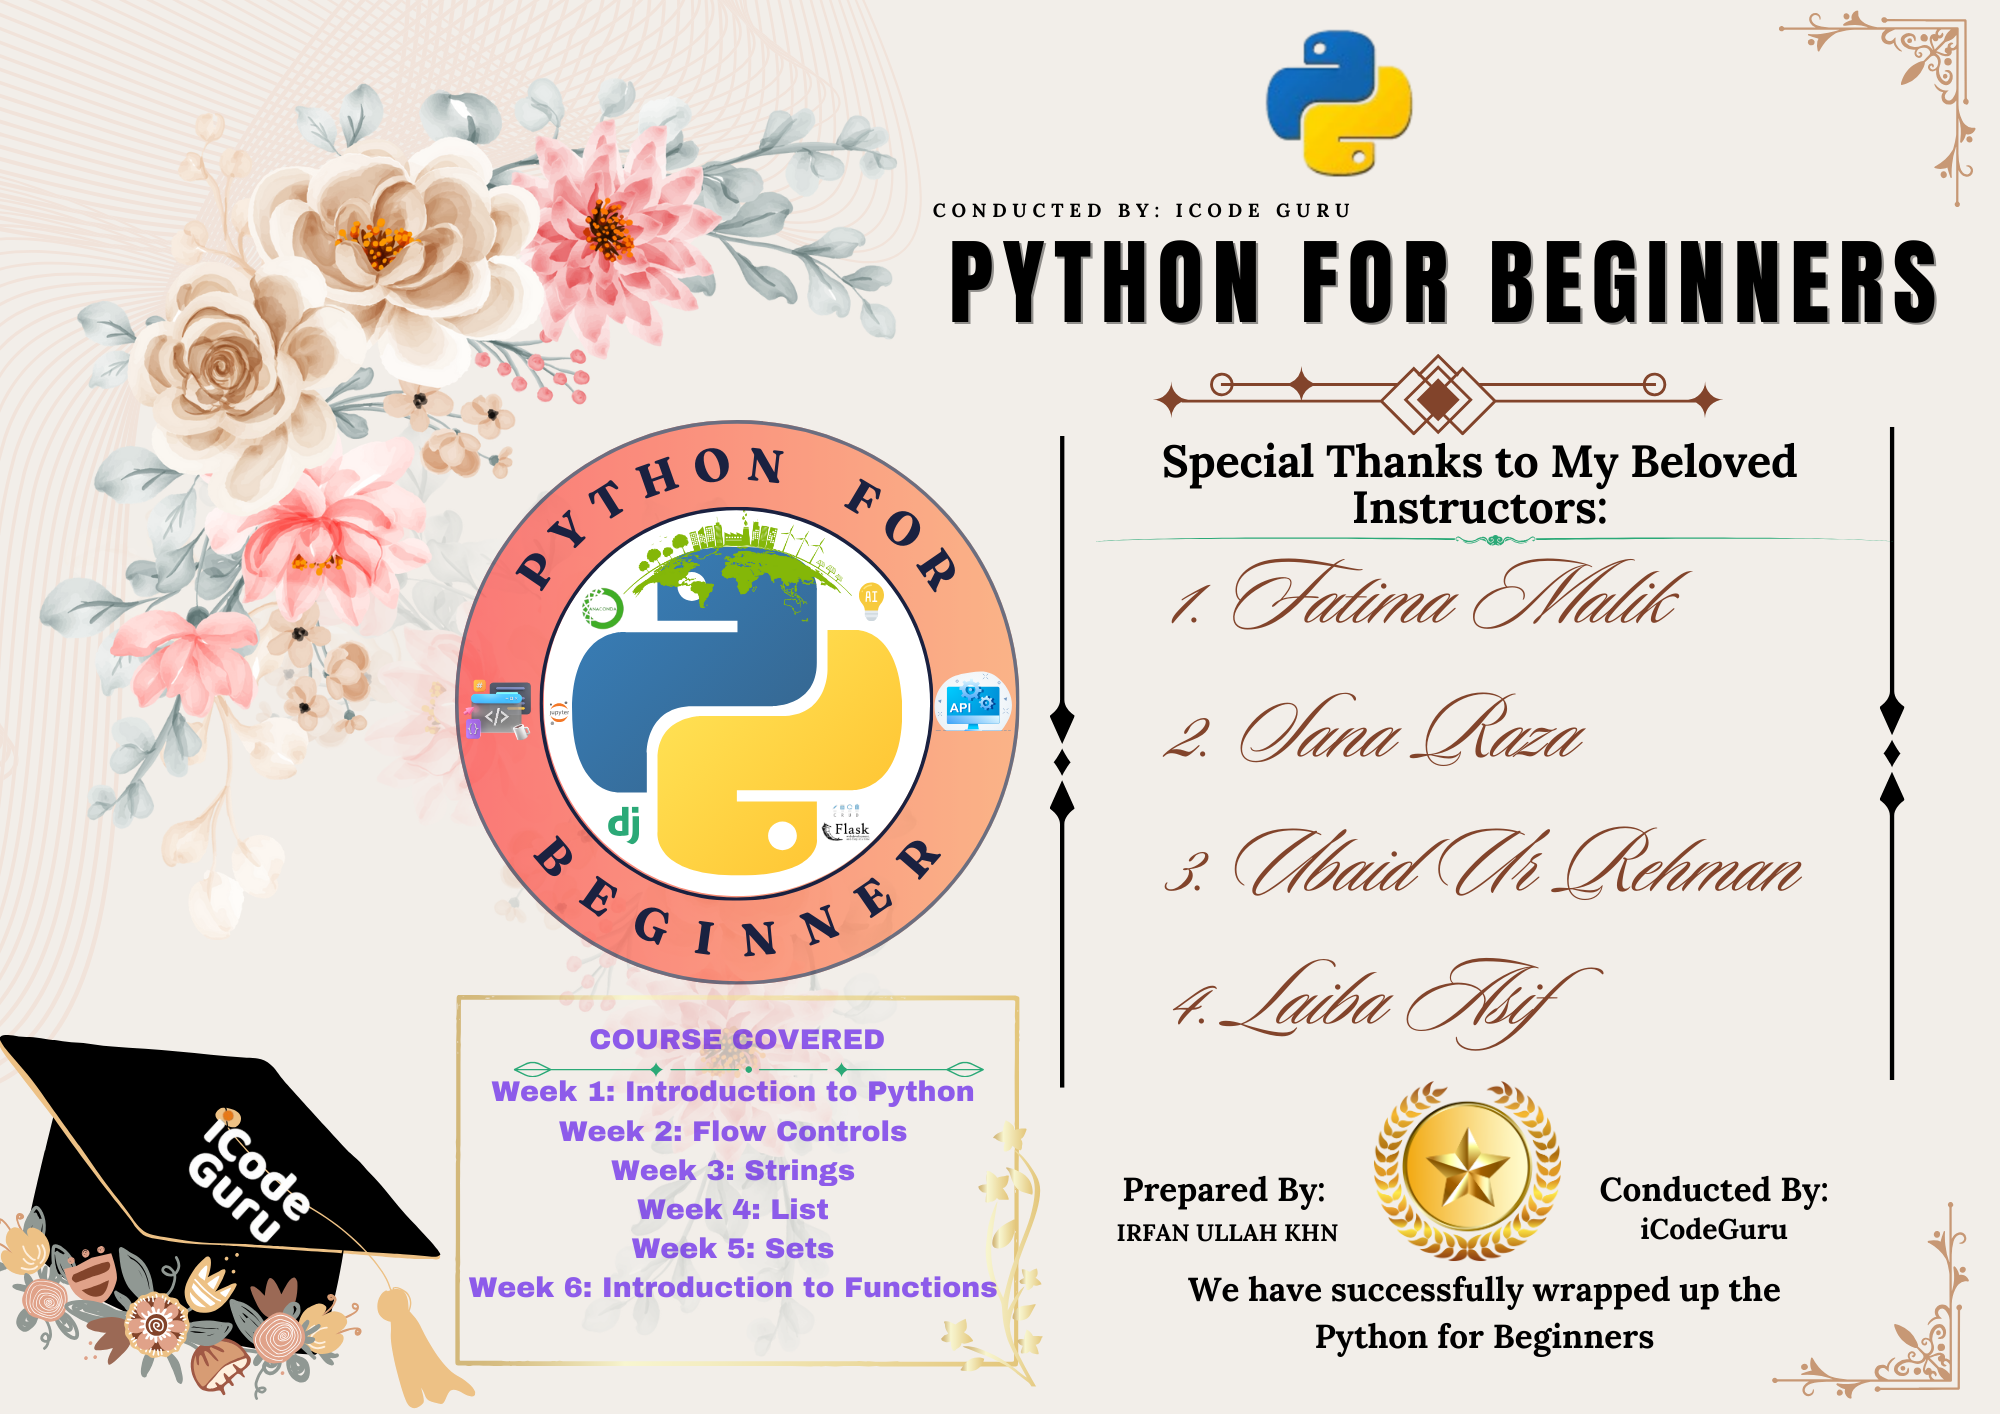 CONDUCTED BY: ICODE GURU
PYTHON FOR BEGINNERS
Special Thanks to My Beloved
Instructors:
1. Fatima Malik
2. Sana Raza
3. Ubaid Ur Rehman
4. Laiba Asif
PYTHON FOR
BEGINNER
ANACONDA
AI
</>
jupyter
API
dj
CRUD
Flask
COURSE COVERED
Week 1: Introduction to Python
Week 2: Flow Controls
Week 3: Strings
Week 4: List
Week 5: Sets
Week 6: Introduction to Functions
iCode
Guru
Prepared By:
IRFAN ULLAH KHN
Conducted By:
iCodeGuru
We have successfully wrapped up the
Python for Beginners